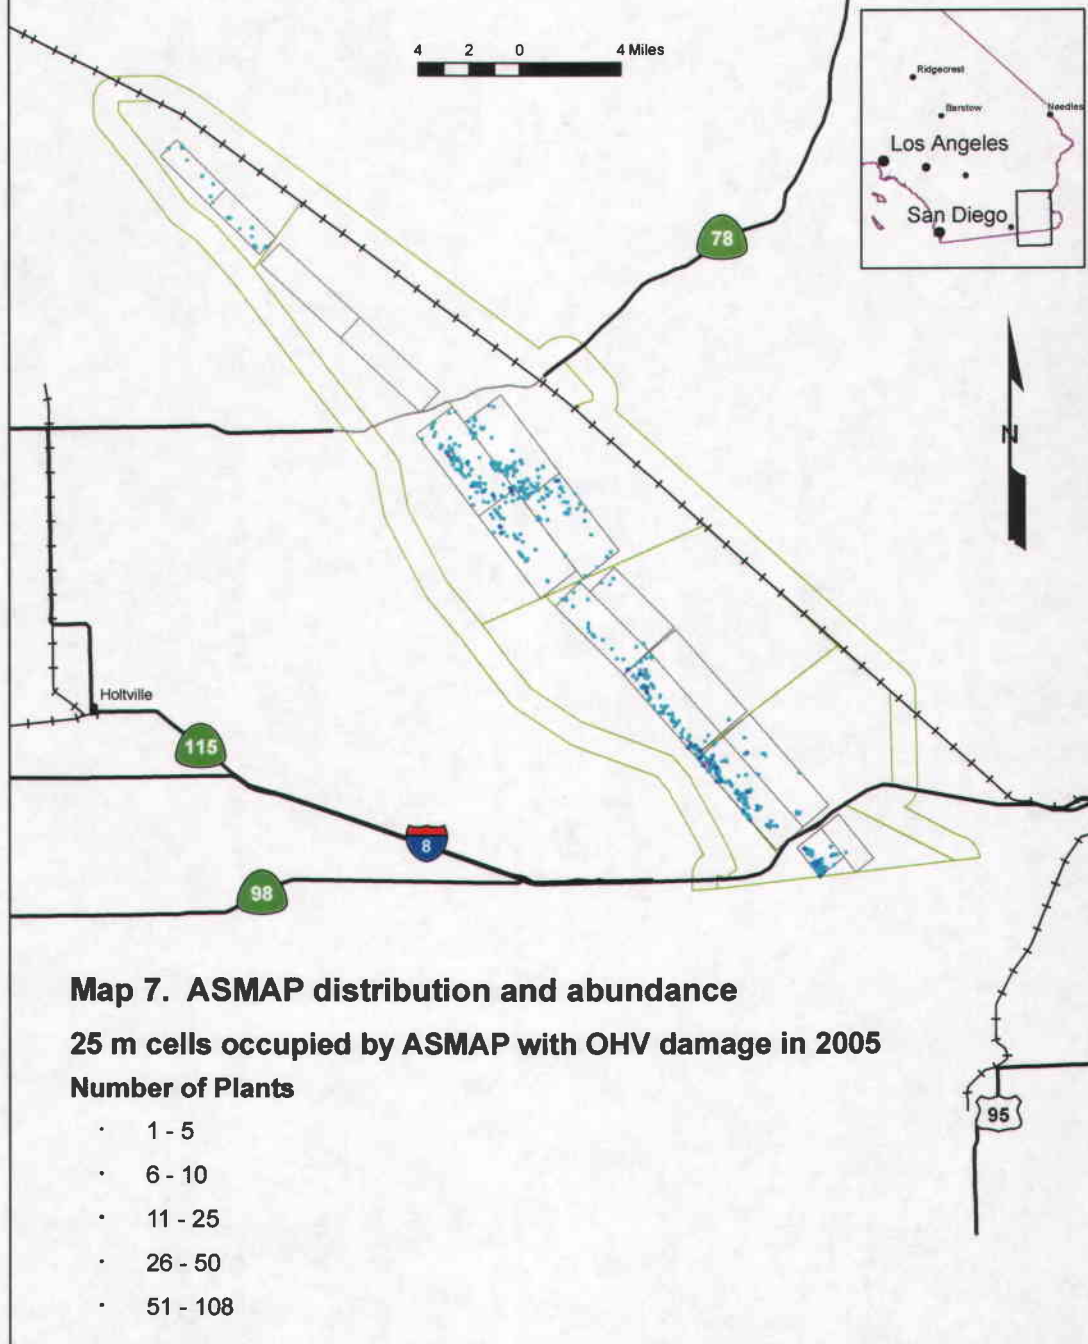 4 2 0 4 Miles
Ridgecrest
Barstow
Needles
Los Angeles
San Diego
78
N
Holtville
115
8
98
95
Map 7. ASMAP distribution and abundance
25 m cells occupied by ASMAP with OHV damage in 2005
Number of Plants
1 - 5
6 - 10
11 - 25
26 - 50
51 - 108